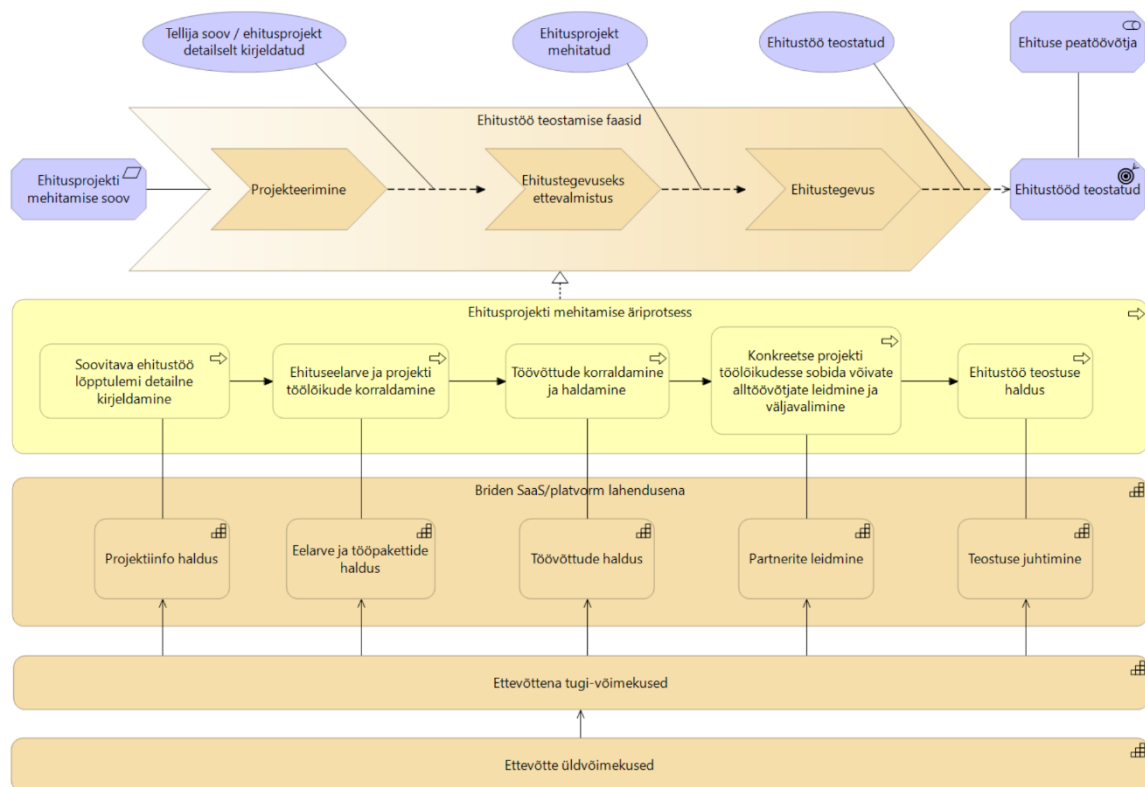 Tellija soov / ehitusprojekt
detailselt kirjeldatud
Ehitusprojekt
mehitatud
Ehitustöö teostatud
Ehituse peatöövõtja
Ehitustöö teostamise faasid
Ehitusprojekti
mehitamise soov
Projekteerimine
Ehitustegevuseks
ettevalmistus
Ehitustegevus
Ehitustööd teostatud
Ehitusprojekti mehitamise äriprotsess
Soovitava ehitustöö
lõpptulemi detailne
kirjeldamine
Ehituseelarve ja projekti
töölõikude korraldamine
Töövõttude korraldamine
ja haldamine
Konkreetse projekti
töölõikudesse sobida võivate
alltöövõtjate leidmine ja
väljavalimine
Ehitustöö teostuse
haldus
Briden SaaS/platvorm lahendusena
Projektiinfo haldus
Eelarve ja tööpakettide
haldus
Töövõttude haldus
Partnerite leidmine
Teostuse juhtimine
Ettevõttena tugi-võimekused
Ettevõtte üldvõimekused